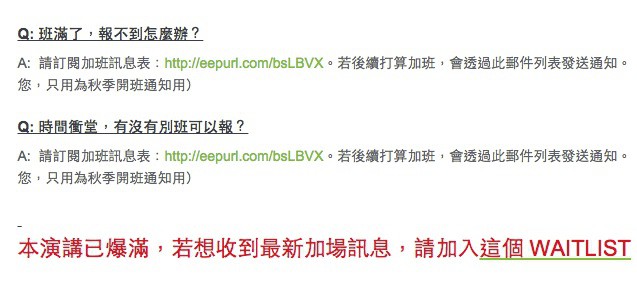 Q: 班滿了，報不到怎麼辦？
A: 請訂閱加班訊息表：http://eepurl.com/bsLBVX。若後續打算加班，會透過此郵件列表發送通知。
您，只用為秋季開班通知用）
Q: 時間衝堂，有沒有別班可以報？
A: 請訂閱加班訊息表：http://eepurl.com/bsLBVX。若後續打算加班，會透過此郵件列表發送通知。
您，只用為秋季開班通知用）
本演講已爆滿，若想收到最新加場訊息，請加入這個 WAITLIST